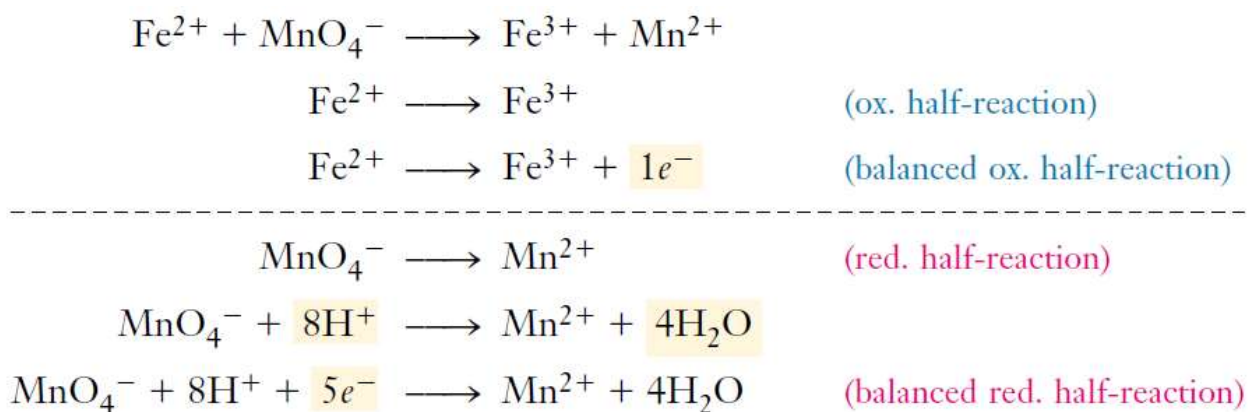 Fe²⁺ + MnO₄⁻ ⟶ Fe³⁺ + Mn²⁺
Fe²⁺ ⟶ Fe³⁺ (ox. half-reaction)
Fe²⁺ ⟶ Fe³⁺ + 1e⁻ (balanced ox. half-reaction)
MnO₄⁻ ⟶ Mn²⁺ (red. half-reaction)
MnO₄⁻ + 8H⁺ ⟶ Mn²⁺ + 4H₂O
MnO₄⁻ + 8H⁺ + 5e⁻ ⟶ Mn²⁺ + 4H₂O (balanced red. half-reaction)